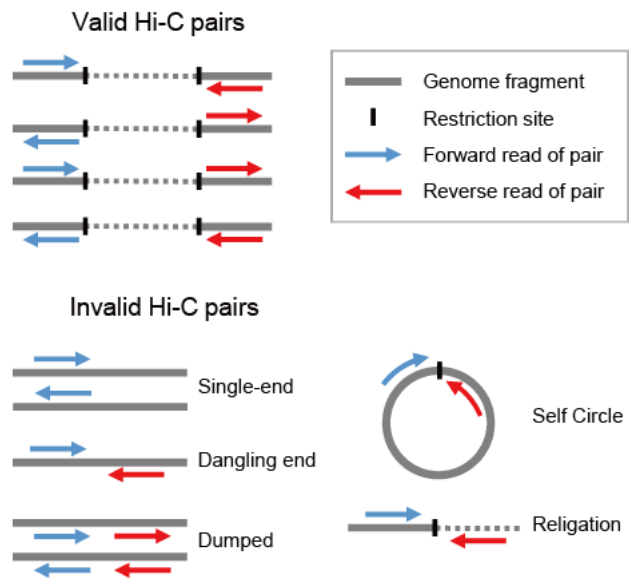 Valid Hi-C pairs
Genome fragment
Restriction site
Forward read of pair
Reverse read of pair
Invalid Hi-C pairs
Single-end
Dangling end
Dumped
Self Circle
Religation